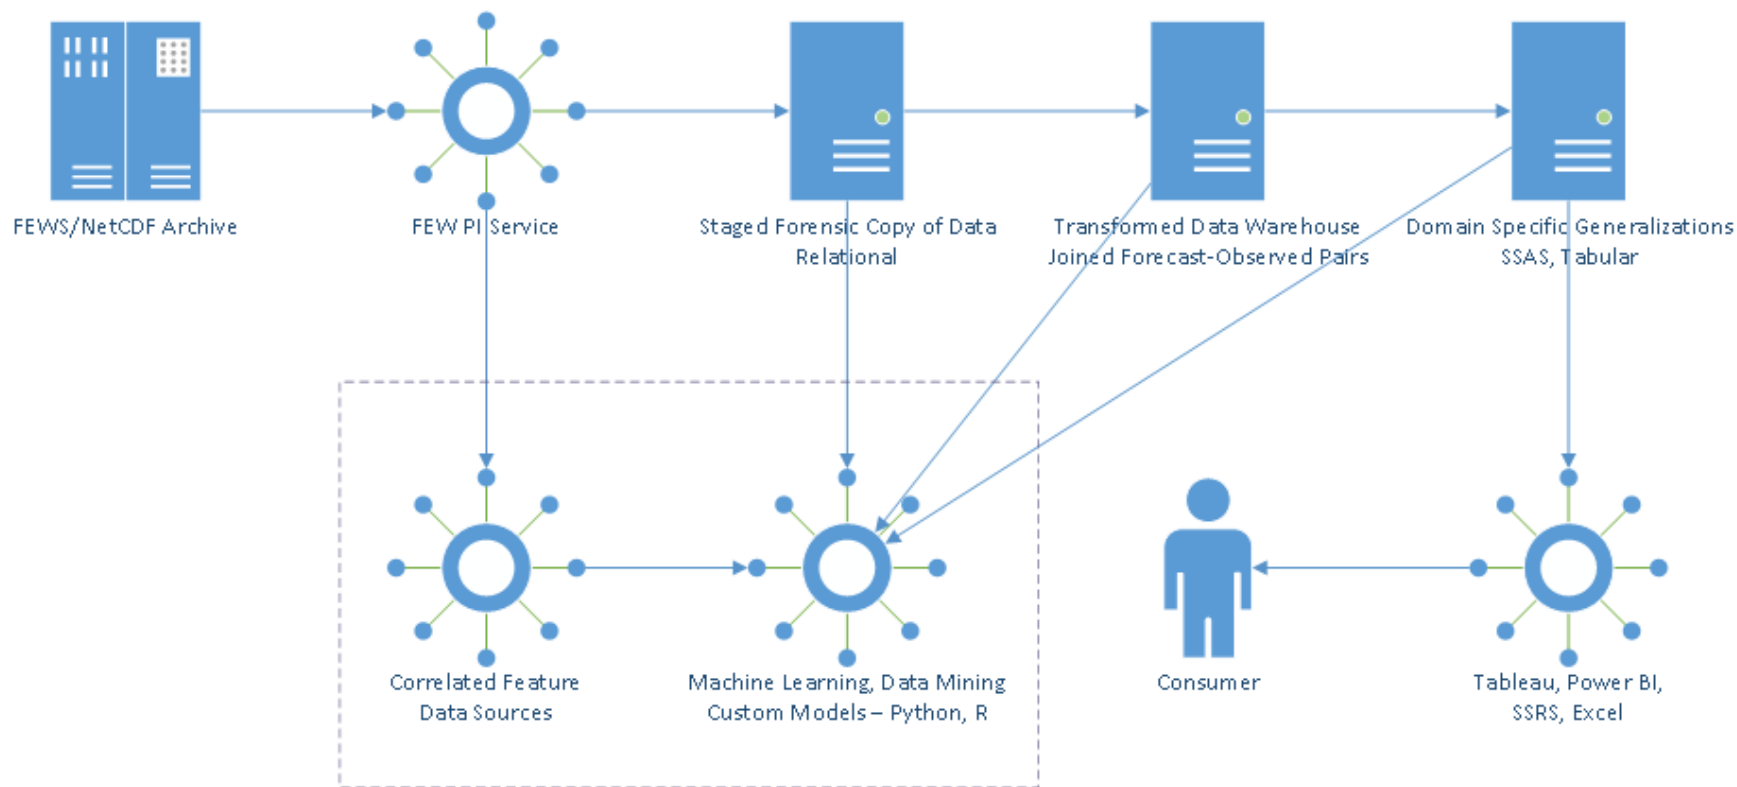 FEWS/NetCDF Archive
FEW PI Service
Staged Forensic Copy of Data
Relational
Transformed Data Warehouse
Joined Forecast-Observed Pairs
Domain Specific Generalizations
SSAS, Tabular
Correlated Feature
Data Sources
Machine Learning, Data Mining
Custom Models – Python, R
Consumer
Tableau, Power BI,
SSRS, Excel